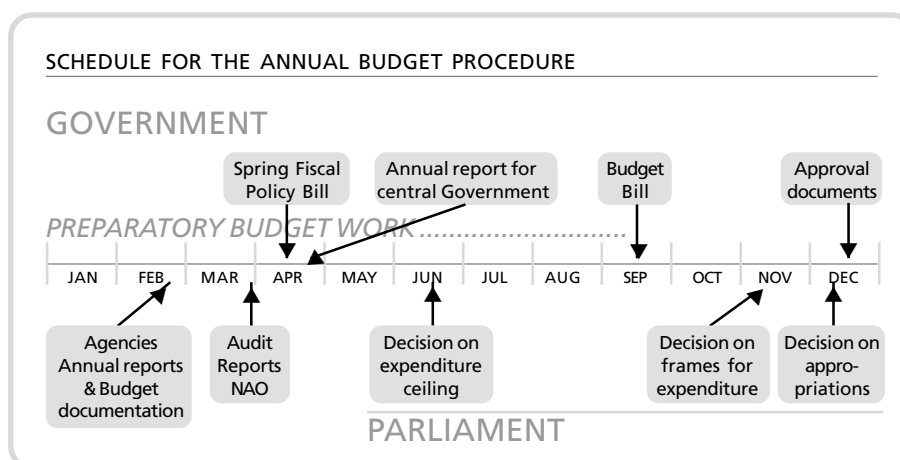 SCHEDULE FOR THE ANNUAL BUDGET PROCEDURE
GOVERNMENT
Spring Fiscal
Policy Bill
Annual report for
central Government
Budget
Bill
Approval
documents
PREPARATORY BUDGET WORK............................
JAN FEB MAR APR MAY JUN JUL AUG SEP OCT NOV DEC
Agencies
Annual reports
& Budget
documentation
Audit
Reports
NAO
Decision on
expenditure
ceiling
Decision on
frames for
expenditure
Decision on
appro-
priations
PARLIAMENT